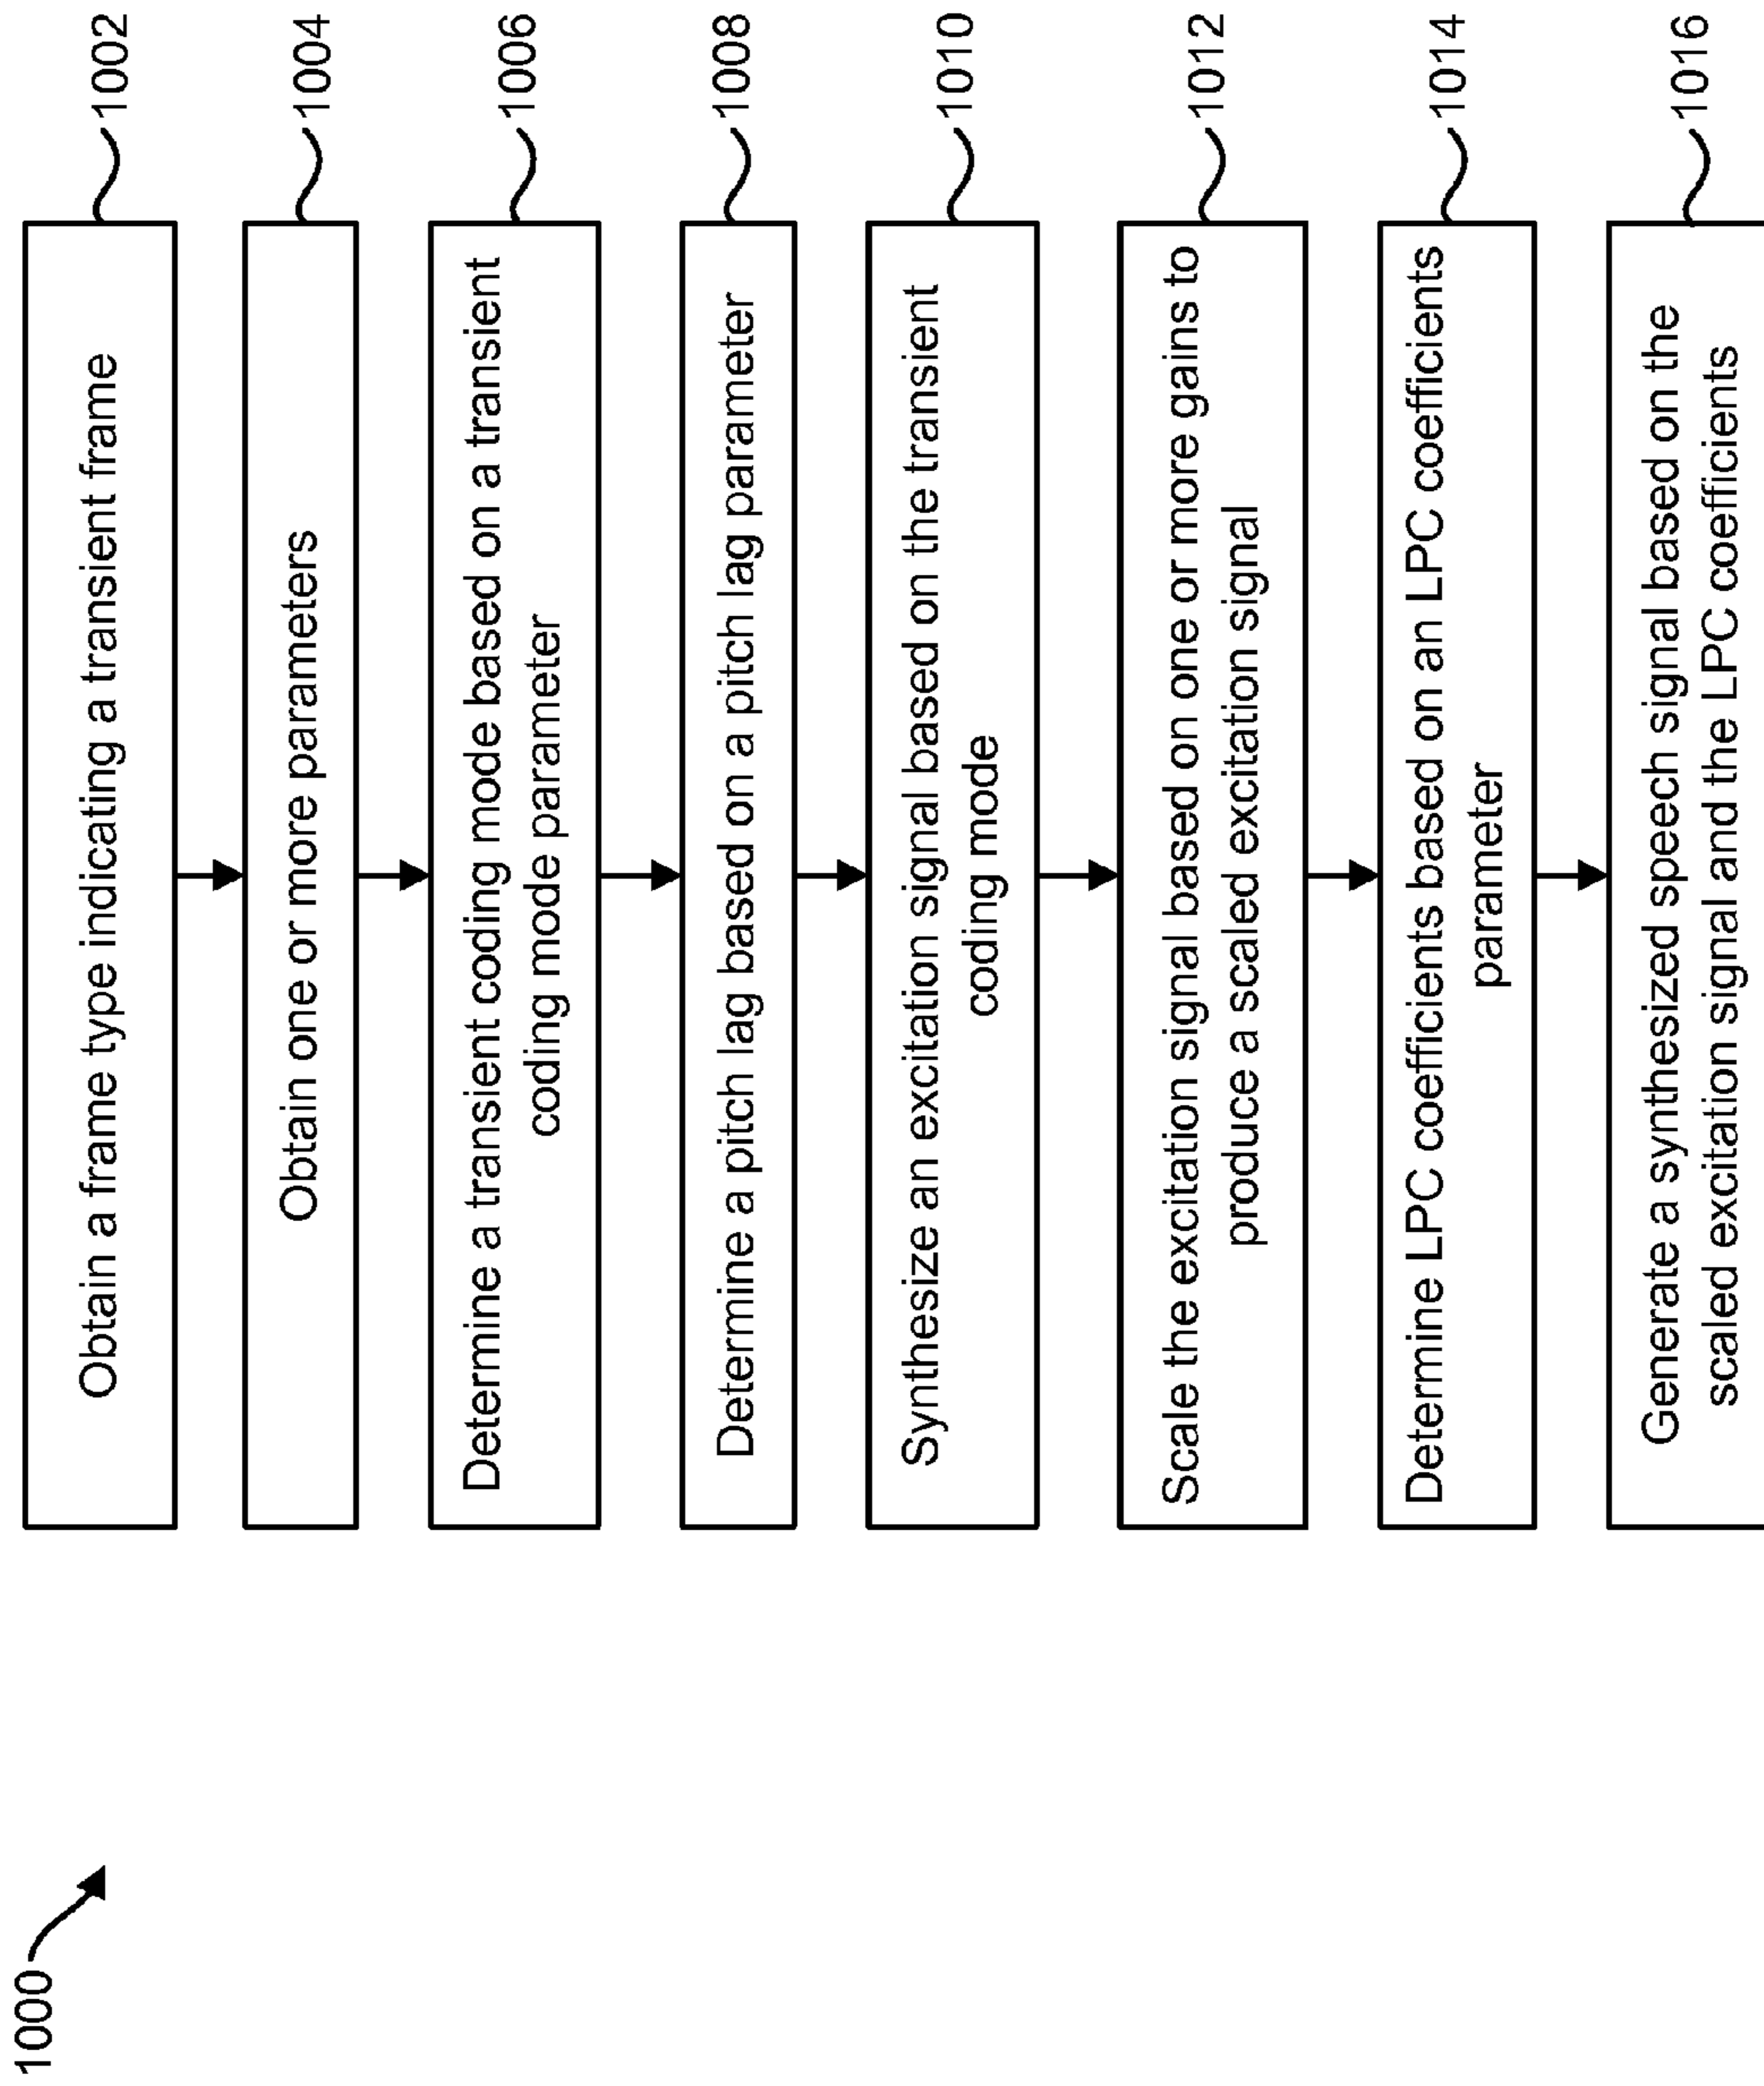 1000
Obtain a frame type indicating a transient frame
1002
Obtain one or more parameters
1004
Determine a transient coding mode based on a transient
coding mode parameter
1006
Determine a pitch lag based on a pitch lag parameter
1008
Synthesize an excitation signal based on the transient
coding mode
1010
Scale the excitation signal based on one or more gains to
produce a scaled excitation signal
1012
Determine LPC coefficients based on an LPC coefficients
parameter
1014
Generate a synthesized speech signal based on the
scaled excitation signal and the LPC coefficients
1016